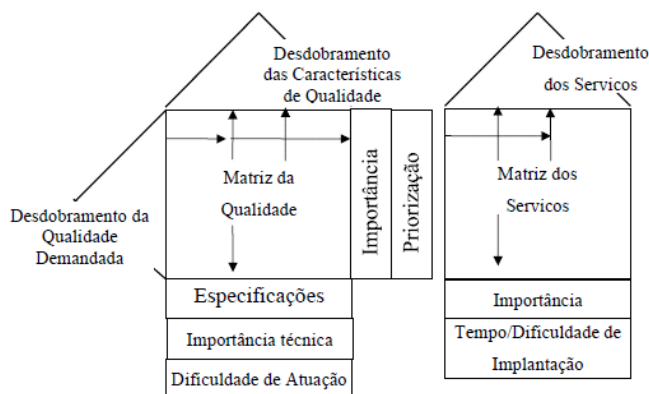 Desdobramento
das Características
de Qualidade
Desdobramento
dos Servicos
Matriz da
Qualidade
Importância
Priorização
Matriz dos
Servicos
Desdobramento da
Qualidade
Demandada
Especificações
Importância técnica
Dificuldade de Atuação
Importância
Tempo/Dificuldade de
Implantação